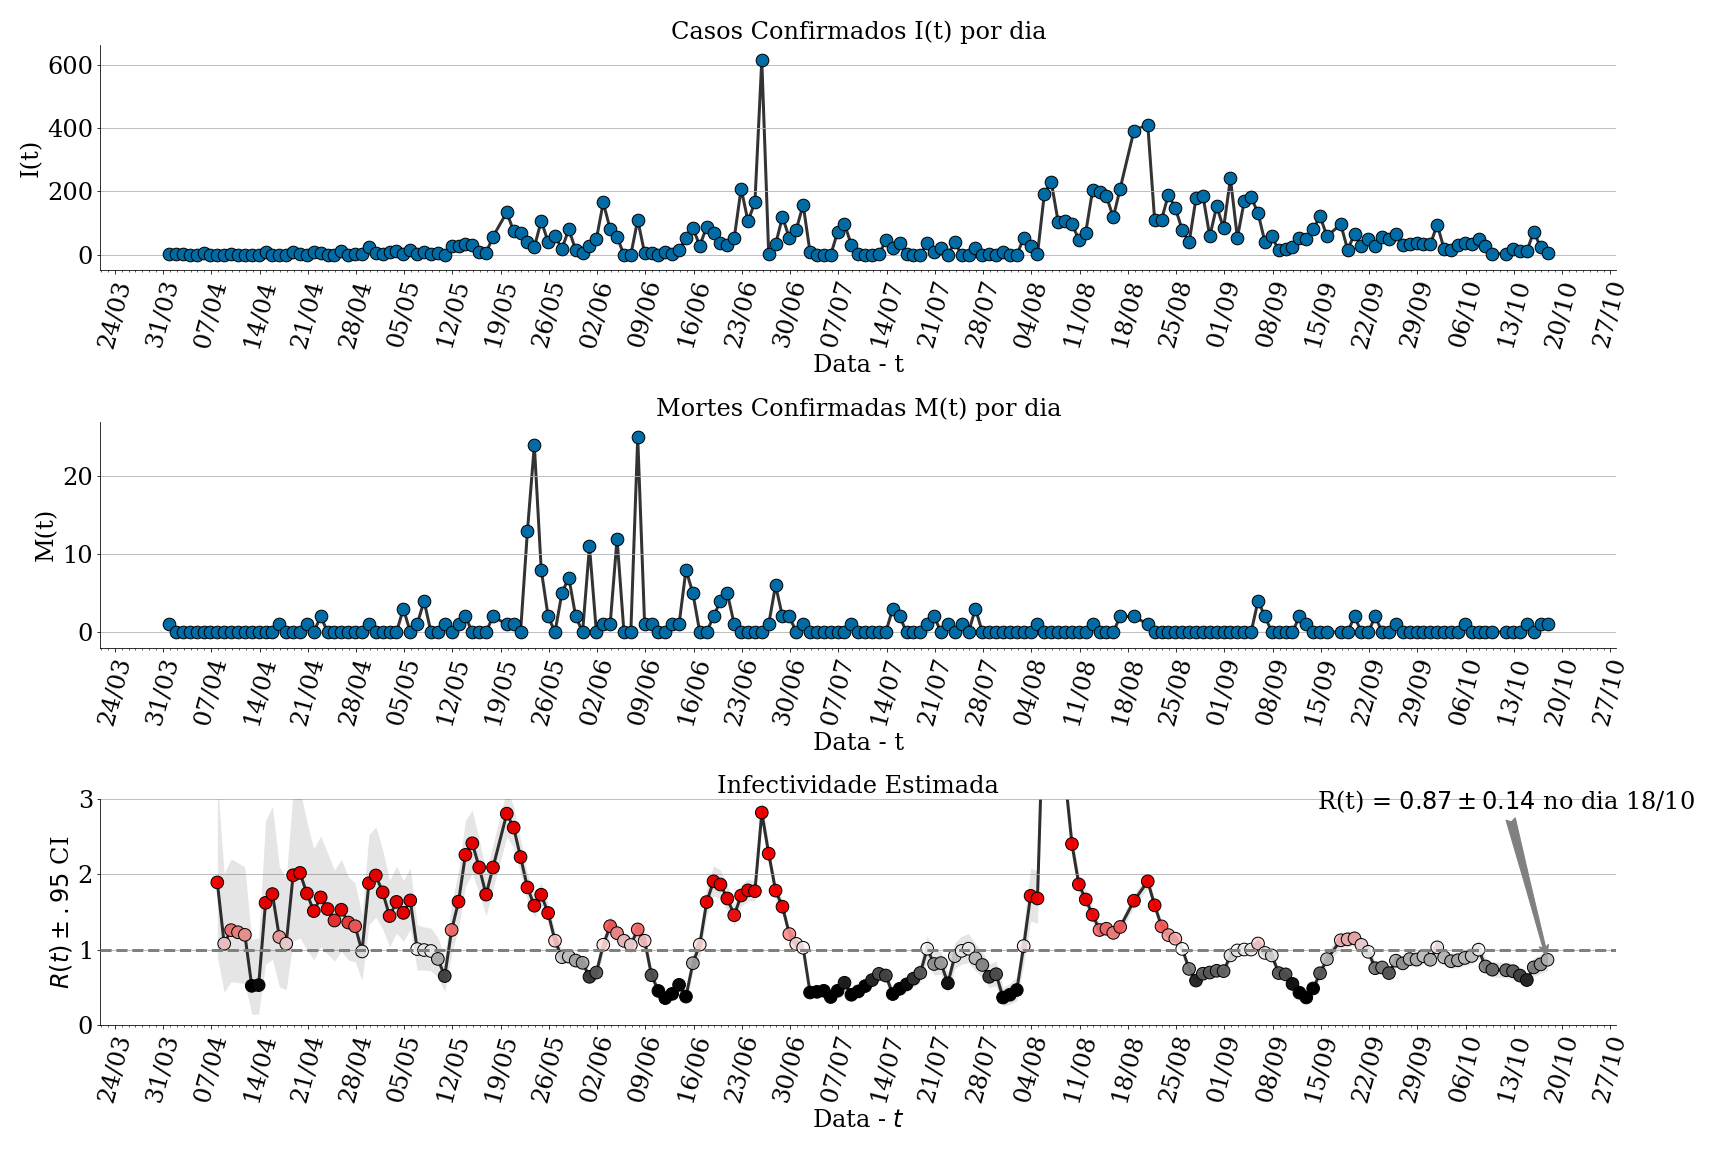 Casos Confirmados I(t) por dia
600
400
200
0
I(t)
24/03 31/03 07/04 14/04 21/04 28/04 05/05 12/05 19/05 26/05 02/06 09/06 16/06 23/06 30/06 07/07 14/07 21/07 28/07 04/08 11/08 18/08 25/08 01/09 08/09 15/09 22/09 29/09 06/10 13/10 20/10 27/10
Data - t
Mortes Confirmadas M(t) por dia
20
10
0
M(t)
24/03 31/03 07/04 14/04 21/04 28/04 05/05 12/05 19/05 26/05 02/06 09/06 16/06 23/06 30/06 07/07 14/07 21/07 28/07 04/08 11/08 18/08 25/08 01/09 08/09 15/09 22/09 29/09 06/10 13/10 20/10 27/10
Data - t
Infectividade Estimada
R(t) = 0.87 ± 0.14 no dia 18/10
3
2
1
0
R(t) ± .95 CI
24/03 31/03 07/04 14/04 21/04 28/04 05/05 12/05 19/05 26/05 02/06 09/06 16/06 23/06 30/06 07/07 14/07 21/07 28/07 04/08 11/08 18/08 25/08 01/09 08/09 15/09 22/09 29/09 06/10 13/10 20/10 27/10
Data - t